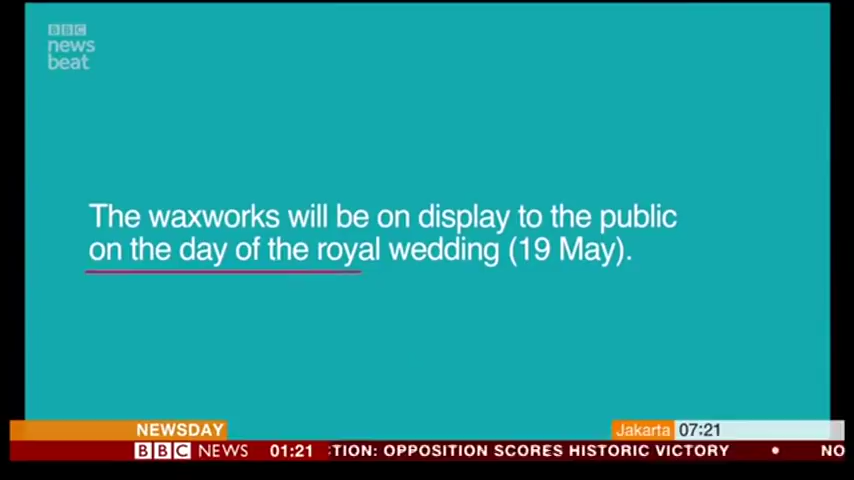 BBC
news
beat
The waxworks will be on display to the public
on the day of the royal wedding (19 May).
NEWSDAY
Jakarta 07:21
BBC NEWS 01:21 TION: OPPOSITION SCORES HISTORIC VICTORY • NO